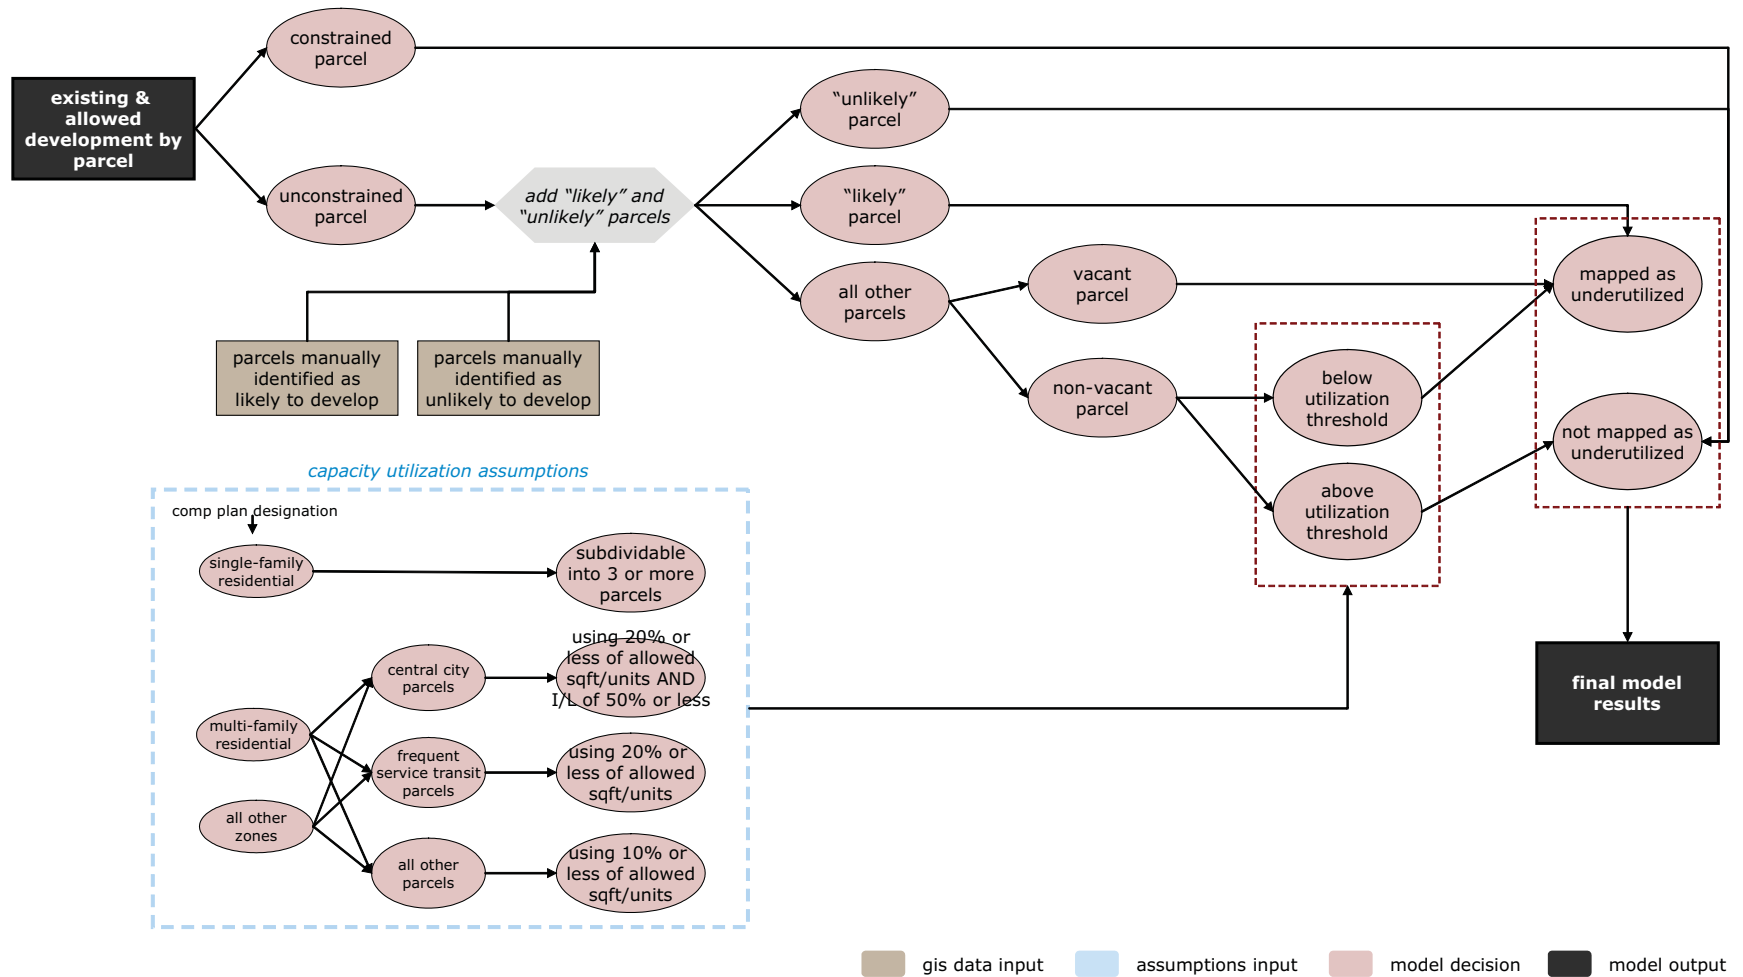 constrained
parcel
existing &
allowed
development by
parcel
unconstrained
parcel
add “likely” and
“unlikely” parcels
“unlikely”
parcel
“likely”
parcel
all other
parcels
vacant
parcel
non-vacant
parcel
mapped as
underutilized
below
utilization
threshold
not mapped as
underutilized
above
utilization
threshold
parcels manually
identified as
likely to develop
parcels manually
identified as
unlikely to develop
capacity utilization assumptions
comp plan designation
single-family
residential
subdividable
into 3 or more
parcels
central city
parcels
using 20% or
less of allowed
sqft/units AND
I/L of 50% or less
multi-family
residential
frequent
service transit
parcels
using 20% or
less of allowed
sqft/units
all other
zones
all other
parcels
using 10% or
less of allowed
sqft/units
final model
results
gis data input
assumptions input
model decision
model output